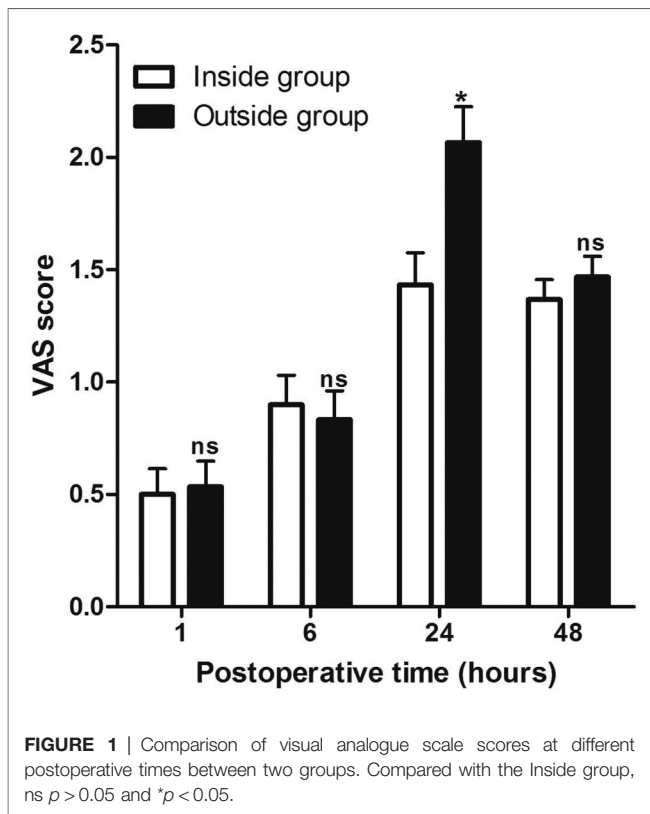 2.5
Inside group
Outside group
*
2.0
VAS score
1.5
ns
1.0
ns
0.5
ns
0.0
1 6 24 48
Postoperative time (hours)
FIGURE 1 | Comparison of visual analogue scale scores at different
postoperative times between two groups. Compared with the Inside group,
ns p > 0.05 and *p < 0.05.